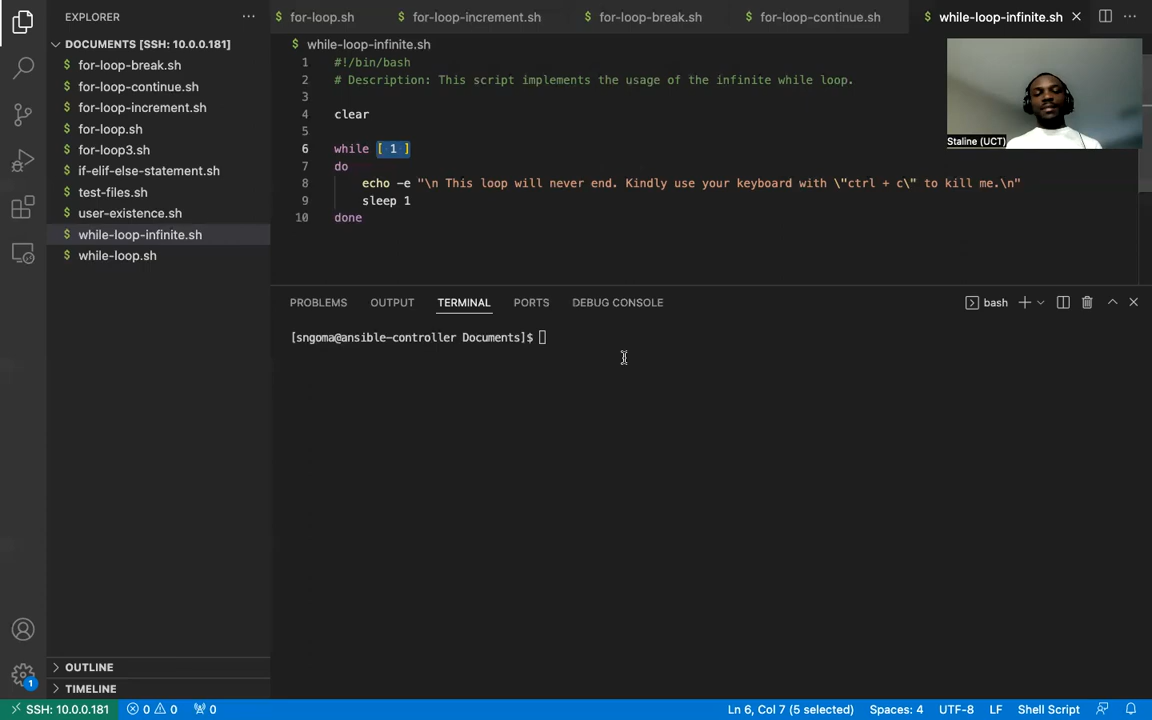 EXPLORER
DOCUMENTS [SSH: 10.0.0.181]
for-loop-break.sh
for-loop-continue.sh
for-loop-increment.sh
for-loop.sh
for-loop3.sh
if-elif-else-statement.sh
test-files.sh
user-existence.sh
while-loop-infinite.sh
while-loop.sh
OUTLINE
TIMELINE
$ for-loop.sh $ for-loop-increment.sh $ for-loop-break.sh $ for-loop-continue.sh $ while-loop-infinite.sh
$ while-loop-infinite.sh
1 #!/bin/bash
2 # Description: This script implements the usage of the infinite while loop.
3
4 clear
5
6 while [ 1 ]
7 do
8 echo -e "\n This loop will never end. Kindly use your keyboard with \"ctrl + c\" to kill me.\n"
9 sleep 1
10 done
Staline (UCT)
PROBLEMS OUTPUT TERMINAL PORTS DEBUG CONSOLE bash
[sngoma@ansible-controller Documents]$
1
SSH: 10.0.0.181 0 0 0 Ln 6, Col 7 (5 selected) Spaces: 4 UTF-8 LF Shell Script